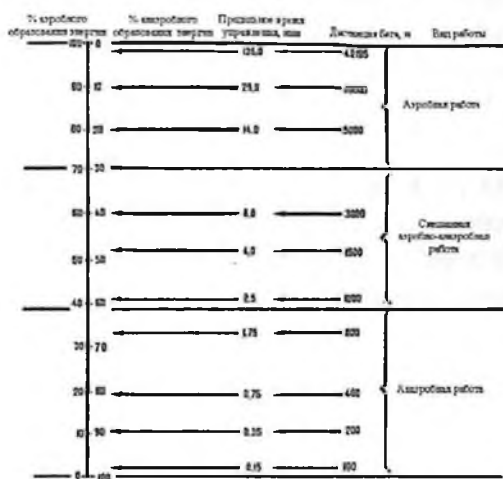 % аэробного образования энергии
% анаэробного образования энергии
Предельное время упражнения, мин
Дистанция бега, м
Вид работы
100 0
135,0 42195
90 10 29,0 10000
80 20 14,0 5000
Аэробная работа
70 30
60 40 8,0 3000
Смешанная аэробно-анаэробная работа
50 50 4,0 1500
40 60 2,5 1000
30 70 1,75 800
20 80 0,75 400
Анаэробная работа
10 90 0,35 200
0 100 0,15 100